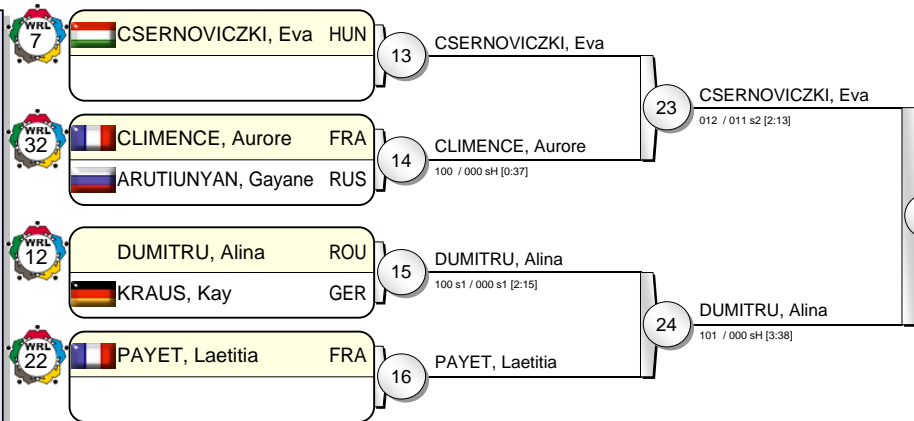 WRL 7 CSERNOVICZKI, Eva HUN
13
CSERNOVICZKI, Eva
23
CSERNOVICZKI, Eva
012 / 011 s2 [2:13]
WRL 32 CLIMENCE, Aurore FRA
ARUTIUNYAN, Gayane RUS
14
CLIMENCE, Aurore
100 / 000 sH [0:37]
WRL 12 DUMITRU, Alina ROU
KRAUS, Kay GER
15
DUMITRU, Alina
100 s1 / 000 s1 [2:15]
24
DUMITRU, Alina
101 / 000 sH [3:38]
WRL 22 PAYET, Laetitia FRA
16
PAYET, Laetitia